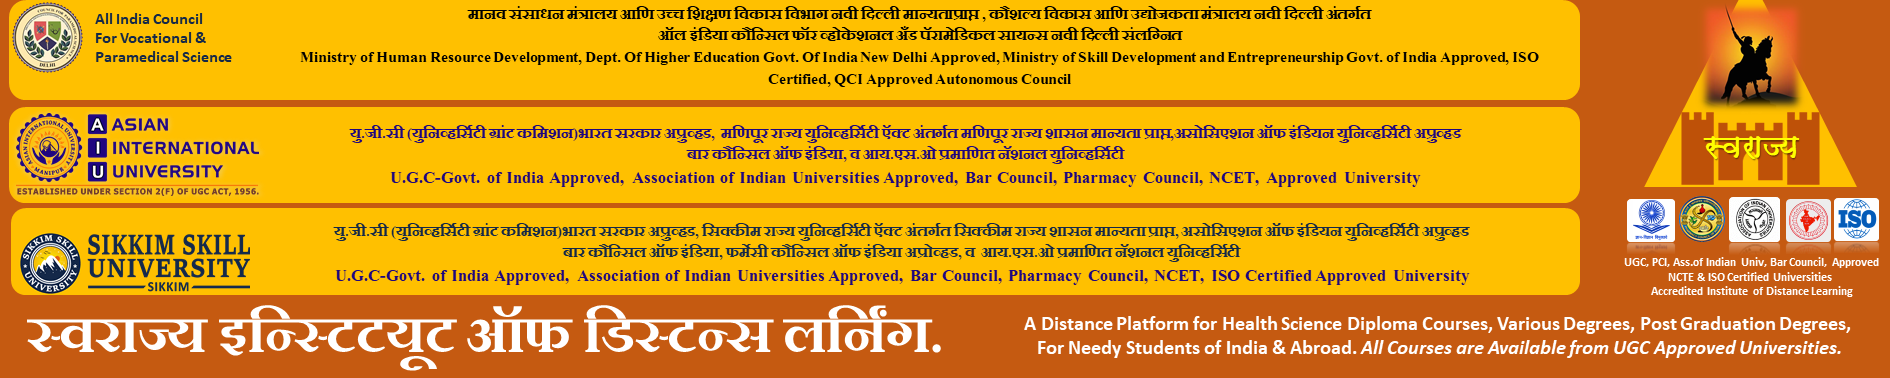 All India Council
For Vocational &
Paramedical Science
मानव संसाधन मंत्रालय आणि उच्च शिक्षण विकास विभाग नवी दिल्ली मान्यताप्राप्त , कौशल्य विकास आणि उद्योजकता मंत्रालय नवी दिल्ली अंतर्गत
ऑल इंडिया कौन्सिल फॉर व्होकेशनल अँड पॅरामेडिकल सायन्स नवी दिल्ली संलग्नित
Ministry of Human Resource Development, Dept. Of Higher Education Govt. Of India New Delhi Approved, Ministry of Skill Development and Entrepreneurship Govt. of India Approved, ISO
Certified, QCI Approved Autonomous Council
ASIAN INTERNATIONAL UNIVERSITY
MANIPUR
A ASIAN
I INTERNATIONAL
U UNIVERSITY
ESTABLISHED UNDER SECTION 2(F) OF UGC ACT, 1956.
यु.जी.सी (युनिव्हर्सिटी ग्रांट कमिशन)भारत सरकार अप्रुव्हड, मणिपूर राज्य युनिव्हर्सिटी ऍक्ट अंतर्गत मणिपूर राज्य शासन मान्यता प्राप्त,असोसिएशन ऑफ इंडियन युनिव्हर्सिटी अप्रुव्हड
बार कौन्सिल ऑफ इंडिया, व आय.एस.ओ प्रमाणित नॅशनल युनिव्हर्सिटी
U.G.C-Govt. of India Approved, Association of Indian Universities Approved, Bar Council, Pharmacy Council, NCET, Approved University
SIKKIM SKILL
UNIVERSITY
SIKKIM
SIKKIM SKILL UNIVERSITY
यु.जी.सी (युनिव्हर्सिटी ग्रांट कमिशन)भारत सरकार अप्रुव्हड, सिक्कीम राज्य युनिव्हर्सिटी ऍक्ट अंतर्गत सिक्कीम राज्य शासन मान्यता प्राप्त, असोसिएशन ऑफ इंडियन युनिव्हर्सिटी अप्रुव्हड
बार कौन्सिल ऑफ इंडिया, फर्मेसी कौन्सिल ऑफ इंडिया अप्रोव्हड, व आय.एस.ओ प्रमाणित नॅशनल युनिव्हर्सिटी
U.G.C-Govt. of India Approved, Association of Indian Universities Approved, Bar Council, Pharmacy Council, NCET, ISO Certified Approved University
स्वराज्य
ISO
UGC, PCI, Ass.of Indian Univ, Bar Council, Approved
NCTE & ISO Certified Universities
Accredited Institute of Distance Learning
स्वराज्य इन्स्टिटयूट ऑफ डिस्टन्स लर्निंग.
A Distance Platform for Health Science Diploma Courses, Various Degrees, Post Graduation Degrees,
For Needy Students of India & Abroad. All Courses are Available from UGC Approved Universities.